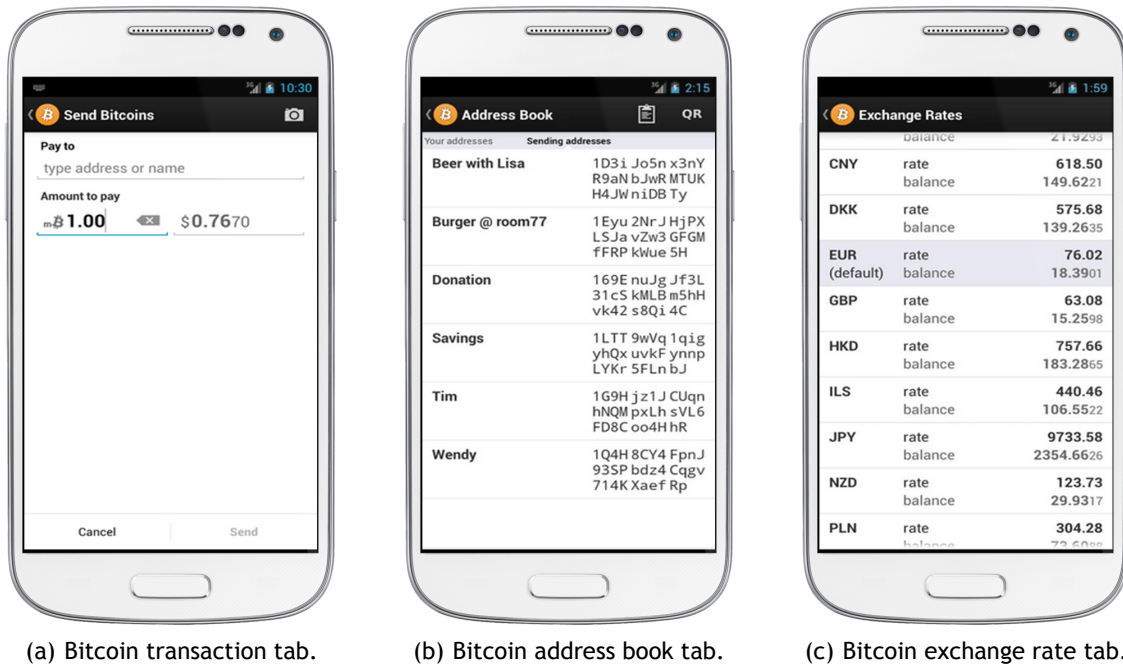 3G 10:30
Send Bitcoins
Pay to
type address or name
Amount to pay
m₿1.00 $0.7670
Cancel Send
(a) Bitcoin transaction tab.
3G 2:15
Address Book QR
Your addresses Sending addresses
Beer with Lisa 1D3i Jo5n x3nY
R9aN bJwR MTUK
H4JW niDB Ty
Burger @ room77 1Eyu 2NrJ HjPX
LSJa vZw3 GFGM
fFRP kWue 5H
Donation 169E nuJg Jf3L
31cS kMLB m5hH
vk42 s8Qi 4C
Savings 1LTT 9wVq 1qig
yhQx uvkF ynnp
LYKr 5FLn bJ
Tim 1G9H jz1J CUqn
hNQM pxLh sVL6
FD8C oo4H hR
Wendy 1Q4H 8CY4 FpnJ
93SP bdz4 Cqgv
714K Xaef Rp
(b) Bitcoin address book tab.
3G 1:59
Exchange Rates
balance 21.9293
CNY rate 618.50
balance 149.6221
DKK rate 575.68
balance 139.2635
EUR rate 76.02
(default) balance 18.3901
GBP rate 63.08
balance 15.2598
HKD rate 757.66
balance 183.2865
ILS rate 440.46
balance 106.5522
JPY rate 9733.58
balance 2354.6626
NZD rate 123.73
balance 29.9317
PLN rate 304.28
balance
(c) Bitcoin exchange rate tab.